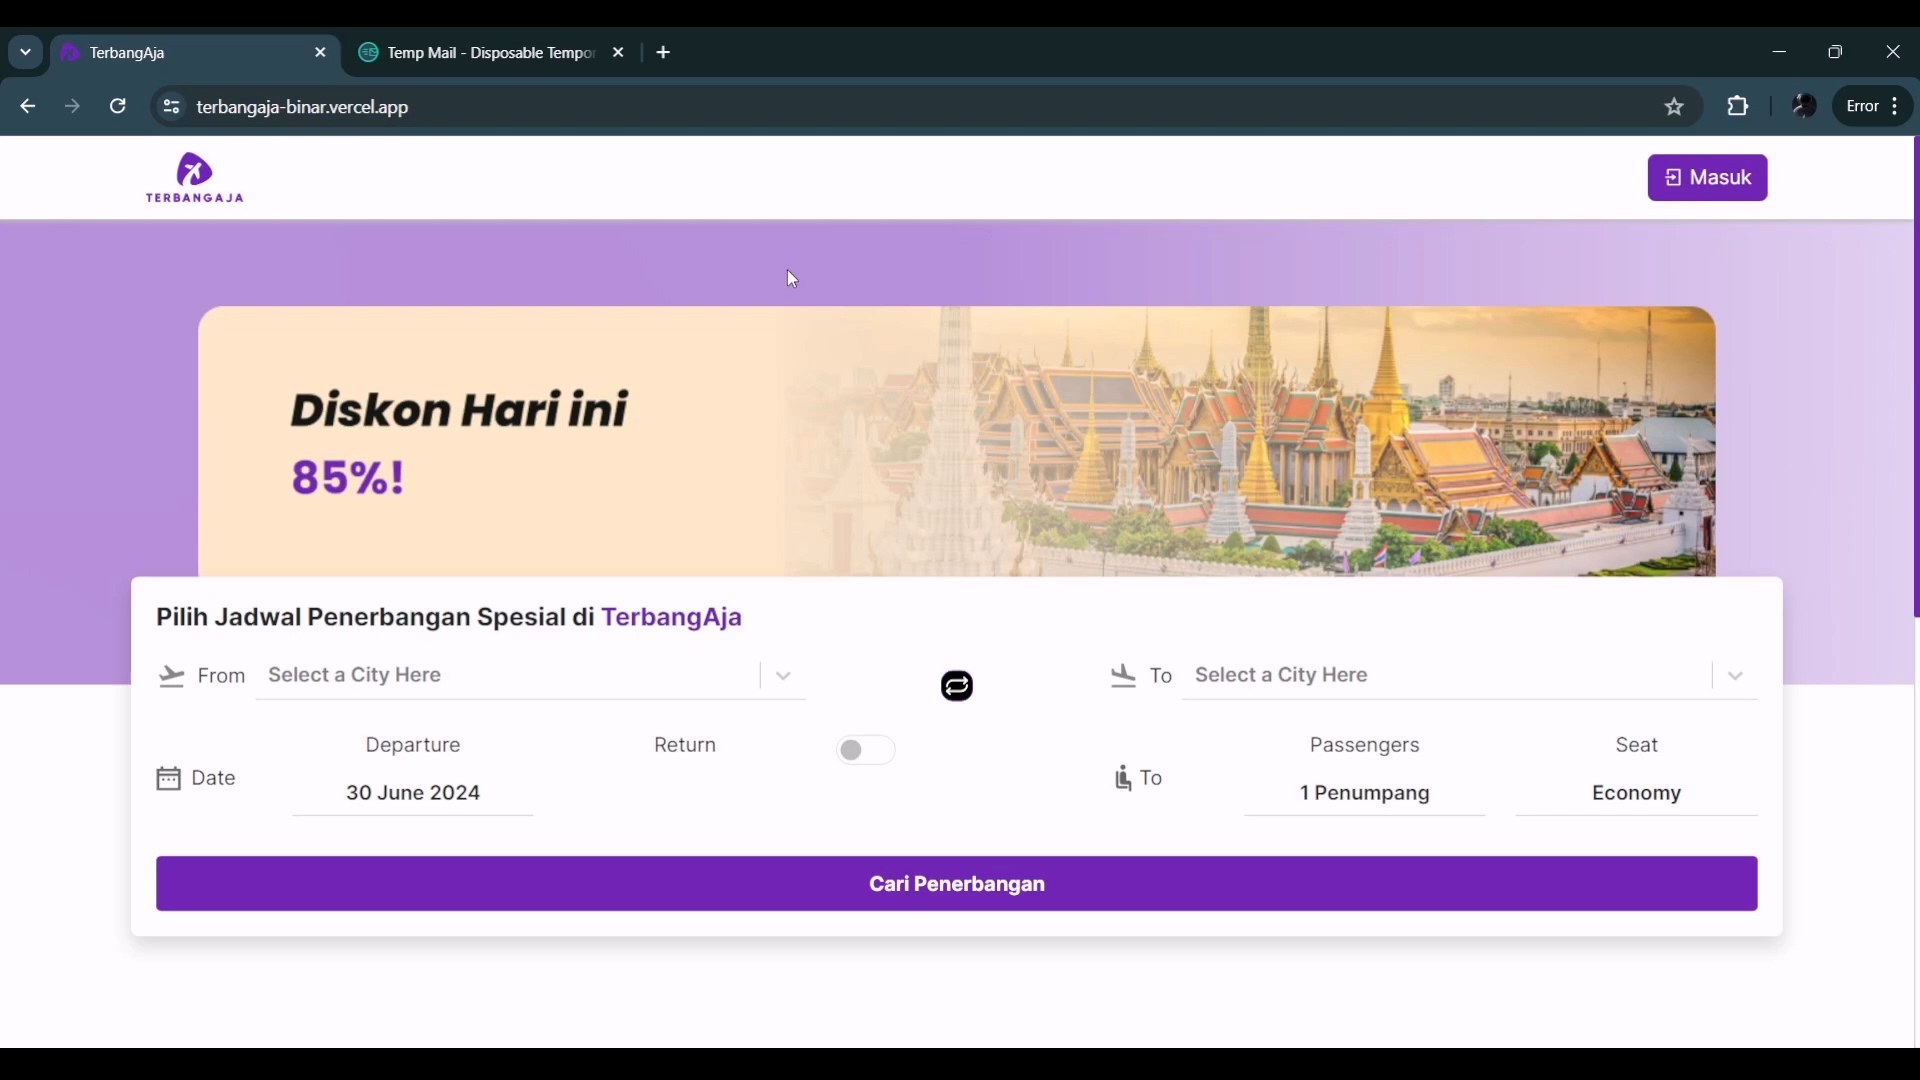 TerbangAja
Temp Mail - Disposable Tempo
terbangaja-binar.vercel.app
Error
TERBANGAJA
Masuk
Diskon Hari ini
85%!
Pilih Jadwal Penerbangan Spesial di TerbangAja
From Select a City Here
To Select a City Here
Departure Return
Passengers Seat
Date
To
30 June 2024
1 Penumpang Economy
Cari Penerbangan